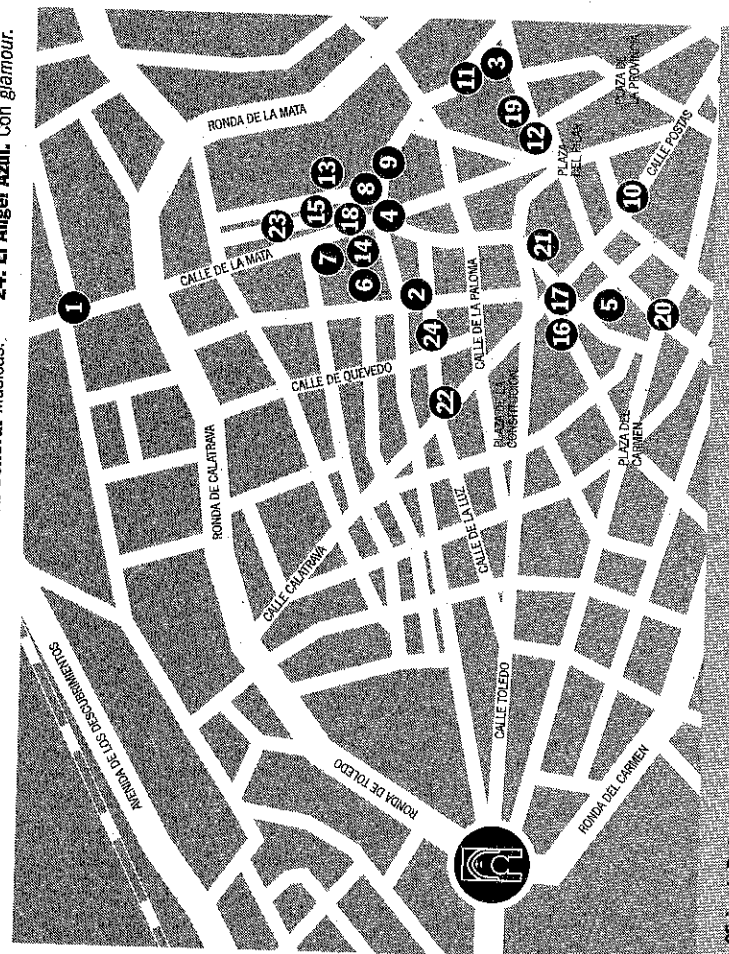 24. El Ángel Azul. Con glamour.
RONDA DE LA MATA
CALLE DE LA MATA
CALLE DE QUEVEDO
RONDA DE CALATRAVA
CALLE CALATRAVA
AVENIDA DE LOS DESCUBRIMIENTOS
RONDA DE TOLEDO
CALLE TOLEDO
CALLE DE LA LUZ
CALLE DE LA PALOMA
PLAZA DE LA
CONSTITUCIÓN
PLAZA DEL
CARMEN
RONDA DEL CARMEN
PLAZA
DEL PILAR
PLAZA DE
LA PROVINCIA
CALLE POSTAS
1
2
3
4
5
6
7
8
9
10
11
12
13
14
15
16
17
18
19
20
21
22
23
24